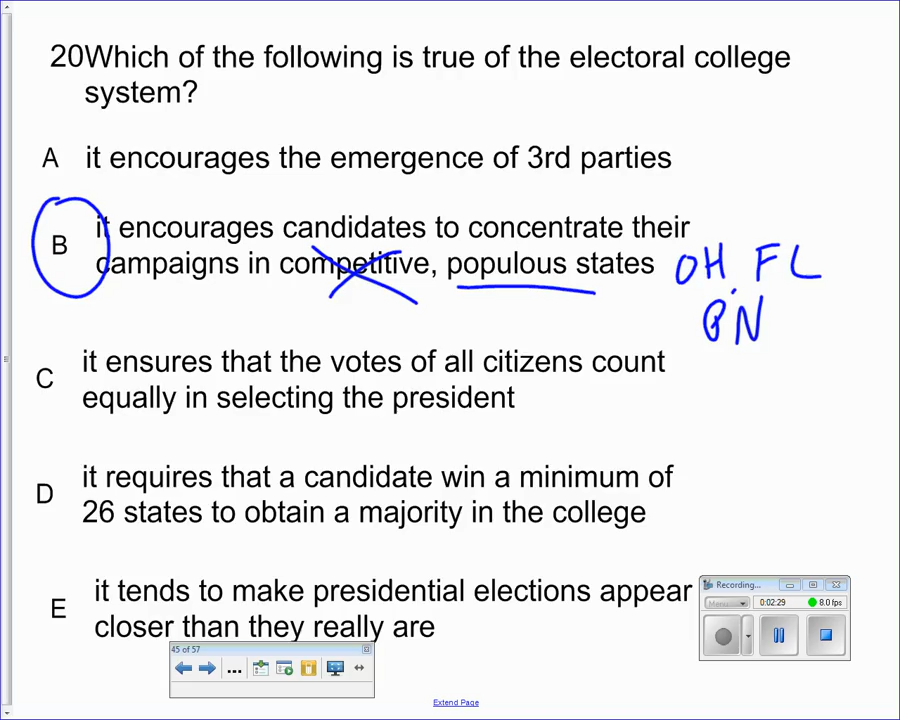 20Which of the following is true of the electoral college
system?
A it encourages the emergence of 3rd parties
B it encourages candidates to concentrate their
campaigns in competitive, populous states
OH FL
C it ensures that the votes of all citizens count
equally in selecting the president
D it requires that a candidate win a minimum of
26 states to obtain a majority in the college
E it tends to make presidential elections appear
closer than they really are
Recording...
Menu
0:02:29 8.0 fps
45 of 57
...
Extend Page